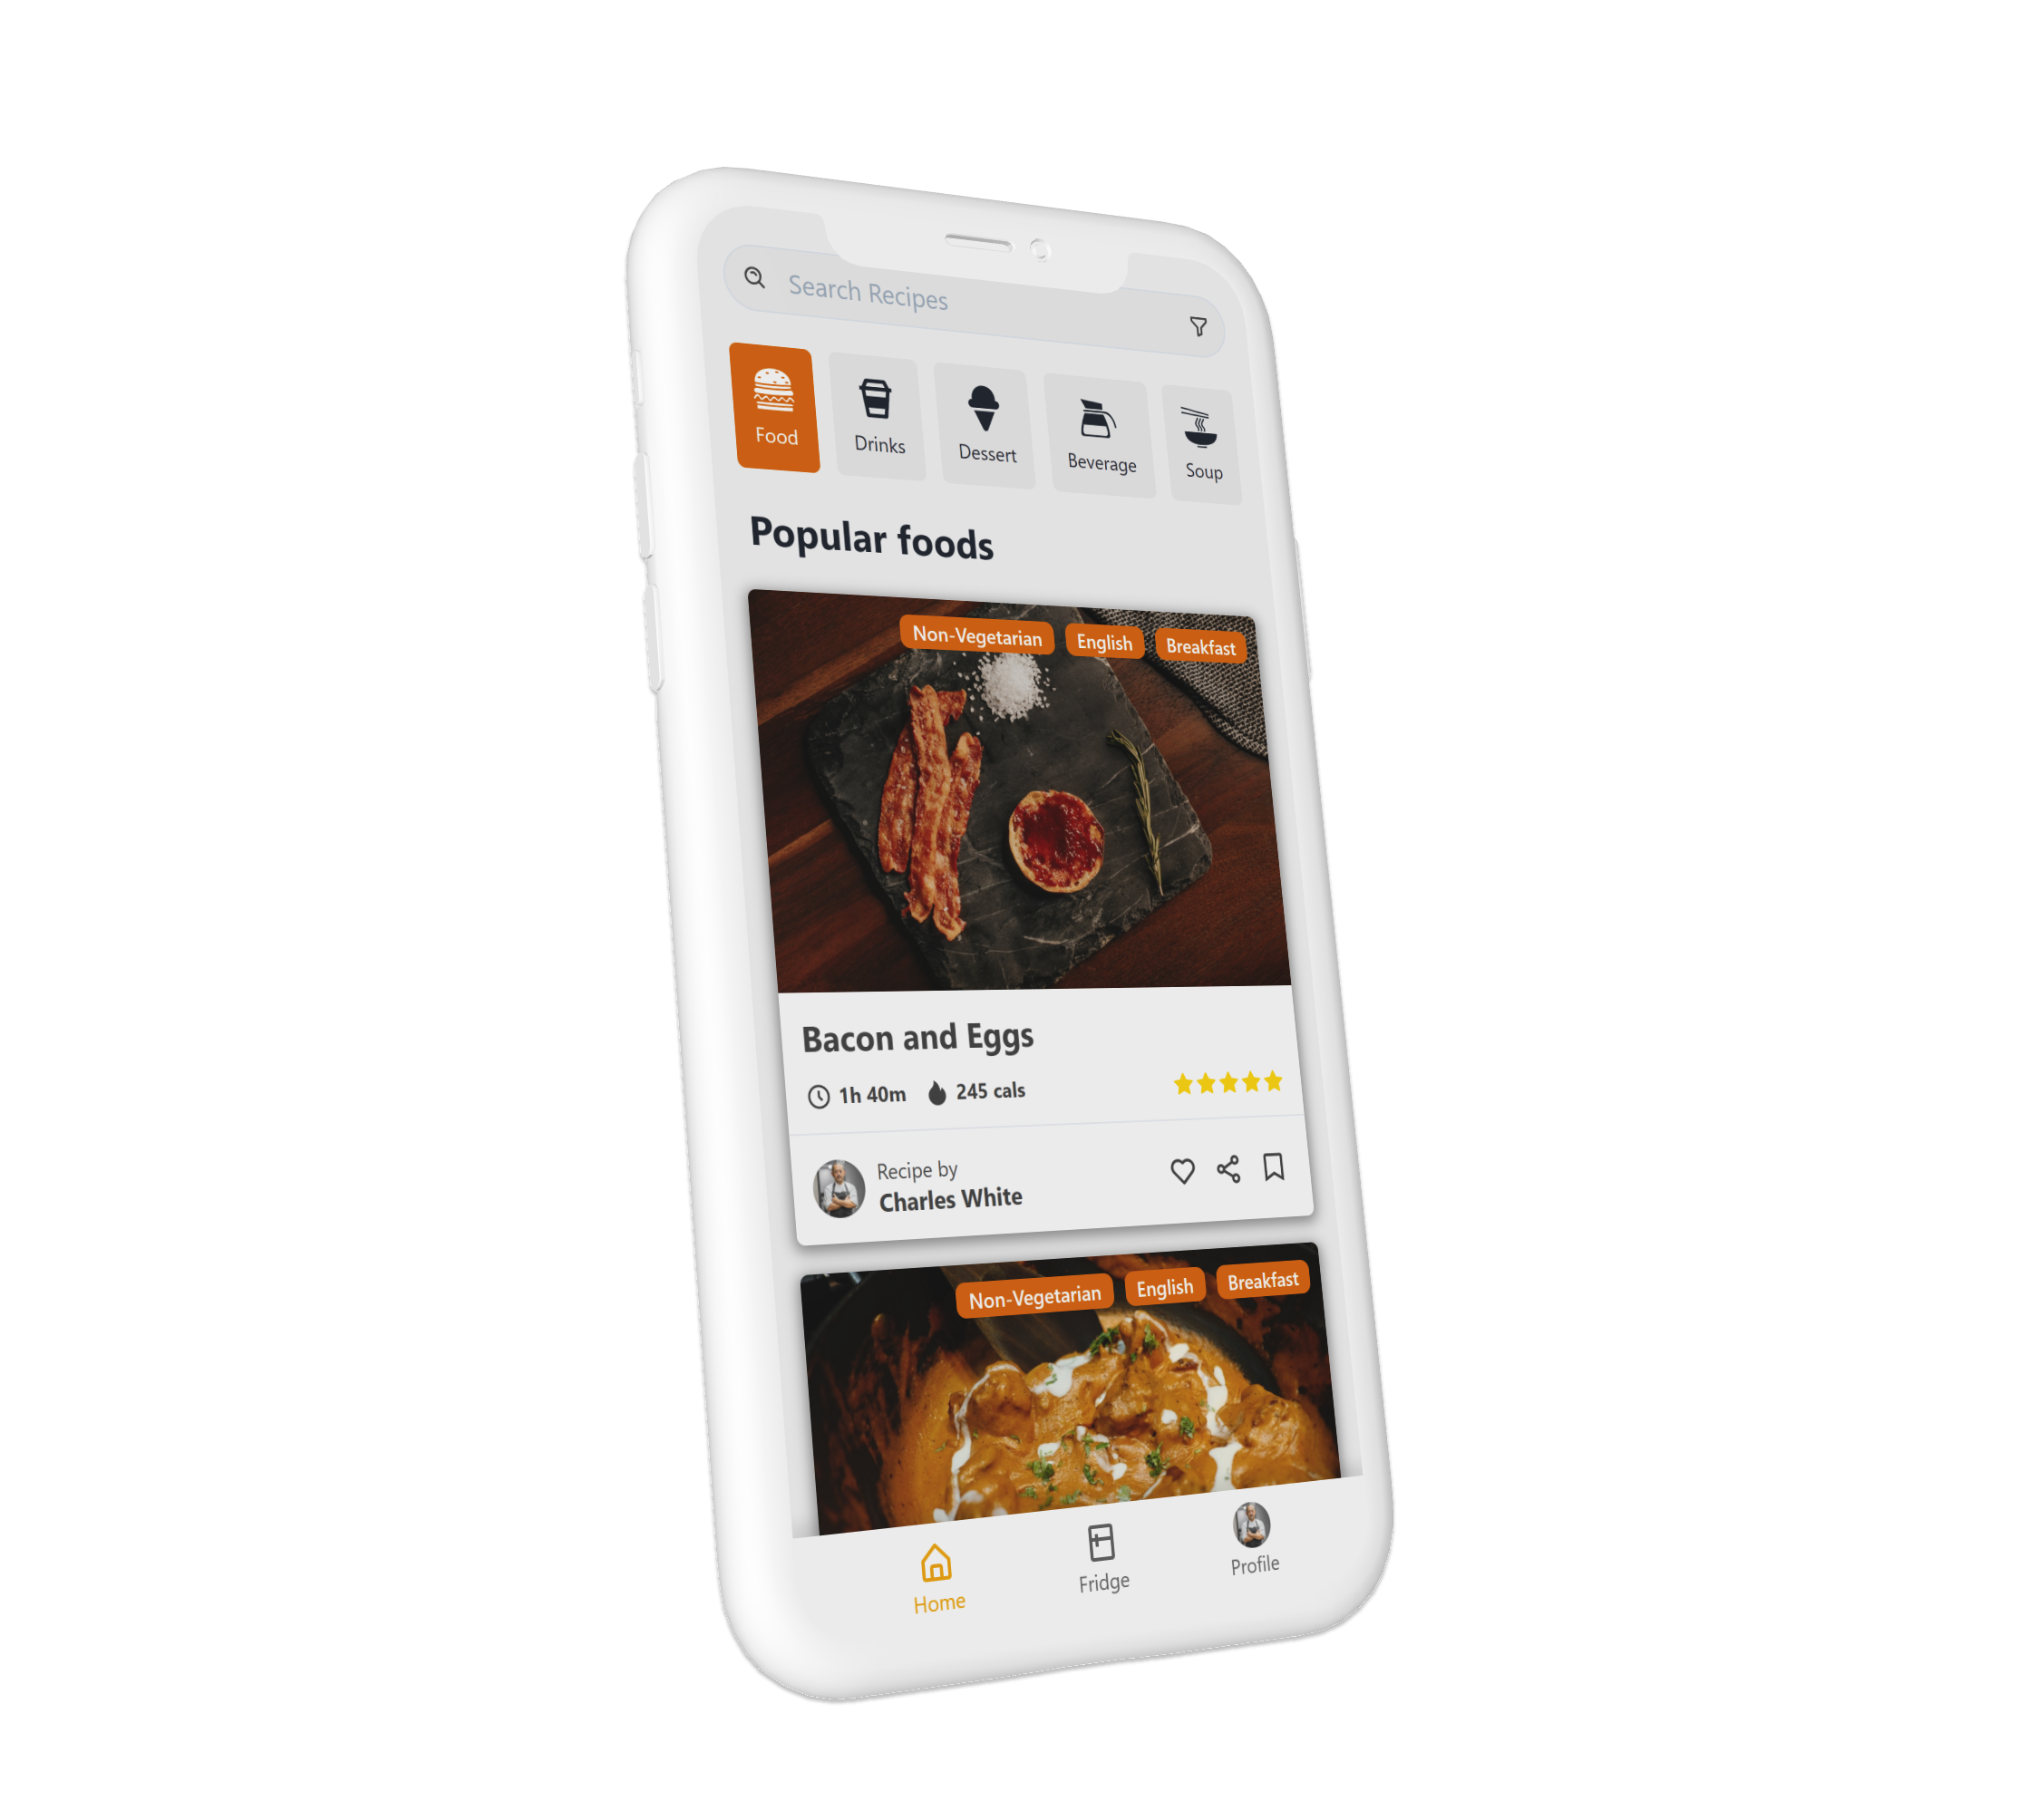 Search Recipes
Food
Drinks
Dessert
Beverage
Soup
Popular foods
Non-Vegetarian
English
Breakfast
Bacon and Eggs
1h 40m
245 cals
Recipe by
Charles White
Non-Vegetarian
English
Breakfast
Home
Fridge
Profile